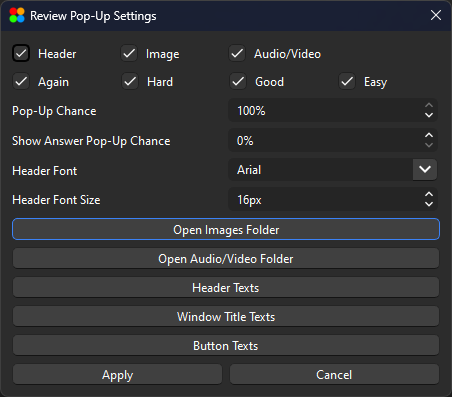 Review Pop-Up Settings
Header Image Audio/Video
Again Hard Good Easy
Pop-Up Chance 100%
Show Answer Pop-Up Chance 0%
Header Font Arial
Header Font Size 16px
Open Images Folder
Open Audio/Video Folder
Header Texts
Window Title Texts
Button Texts
Apply Cancel